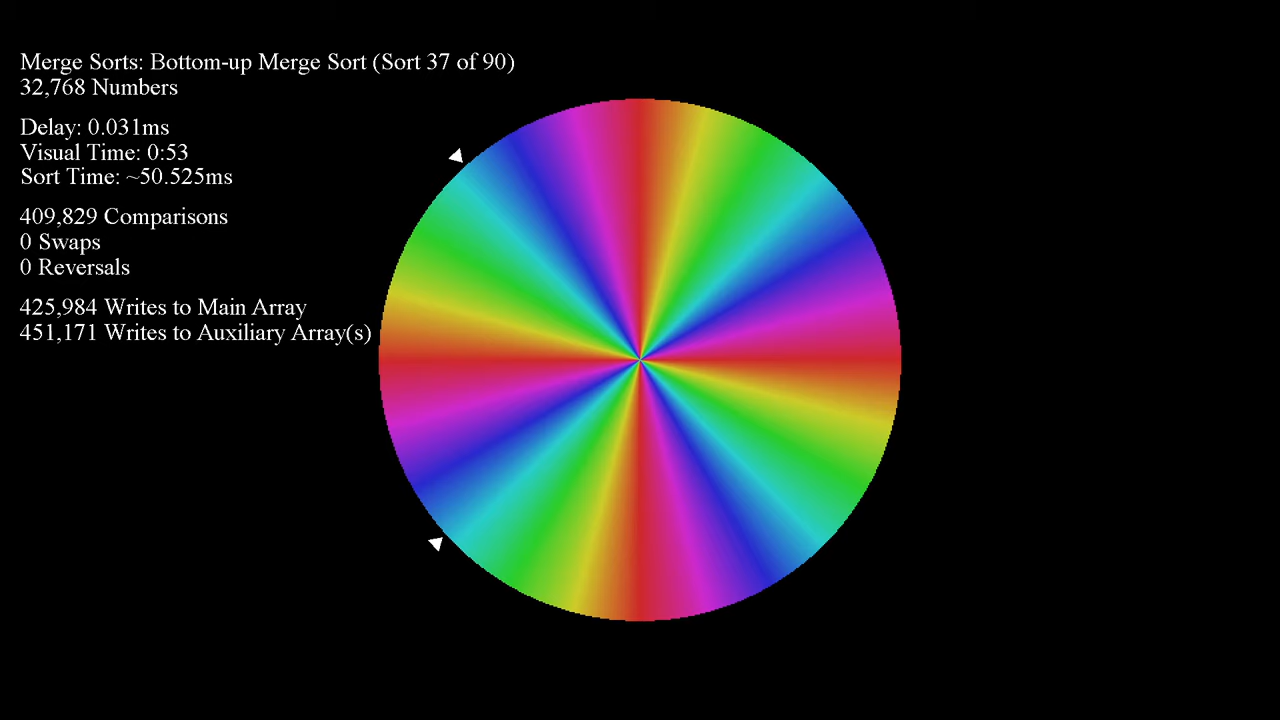 Merge Sorts: Bottom-up Merge Sort (Sort 37 of 90)
32,768 Numbers
Delay: 0.031ms
Visual Time: 0:53
Sort Time: ~50.525ms
409,829 Comparisons
0 Swaps
0 Reversals
425,984 Writes to Main Array
451,171 Writes to Auxiliary Array(s)